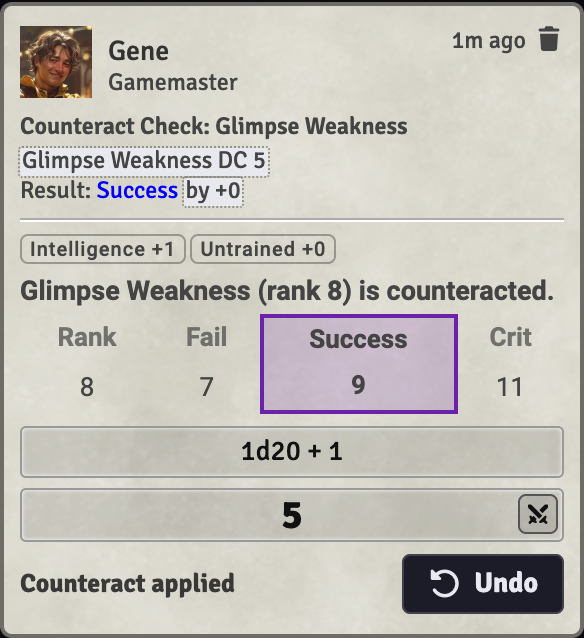 Gene
1m ago
Gamemaster
Counteract Check: Glimpse Weakness
Glimpse Weakness DC 5
Result: Success by +0
Intelligence +1 Untrained +0
Glimpse Weakness (rank 8) is counteracted.
Rank Fail Success Crit
8 7 9 11
1d20 + 1
5
Counteract applied Undo